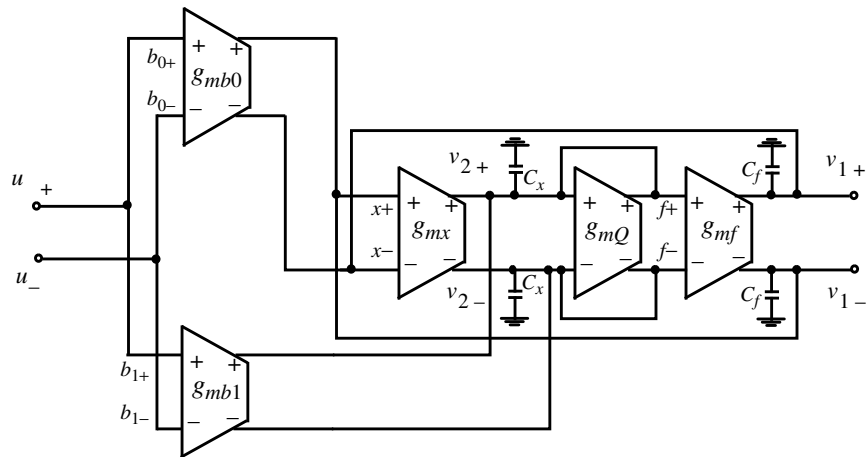 + +
b0+
gmb0
b0−
− −
v2+
Cx
Cf
v1+
u
+
x+
+ +
gmx
x−
− −
+ +
gmQ
− −
f+
+ +
gmf
f−
− −
u−
v2−
Cx
Cf
v1−
+ +
b1+
gmb1
b1−
− −